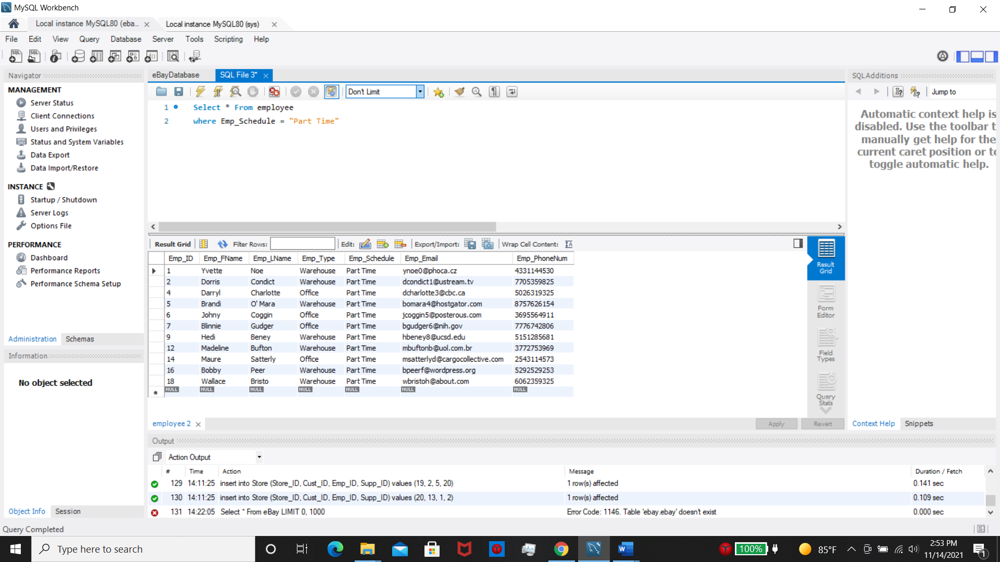 MySQL Workbench
Local instance MySQL80 (eba...
Local instance MySQL80 (sys)
File Edit View Query Database Server Tools Scripting Help
Navigator
MANAGEMENT
Server Status
Client Connections
Users and Privileges
Status and System Variables
Data Export
Data Import/Restore
INSTANCE
Startup / Shutdown
Server Logs
Options File
PERFORMANCE
Dashboard
Performance Reports
Performance Schema Setup
Administration Schemas
Information
No object selected
Object Info Session
eBayDatabase SQL File 3*
Don't Limit
1 Select * From employee
2 where Emp_Schedule = "Part Time"
Result Grid Filter Rows: Edit: Export/Import: Wrap Cell Content:
Emp_ID Emp_FName Emp_LName Emp_Type Emp_Schedule Emp_Email Emp_PhoneNum
1 Yvette Noe Warehouse Part Time ynoe0@phoca.cz 4331144530
2 Dorris Condict Warehouse Part Time dcondict1@ustream.tv 7705359825
4 Darryl Charlotte Office Part Time dcharlotte3@cbc.ca 5026319325
5 Brandi O' Mara Warehouse Part Time bomara4@hostgator.com 8757626154
6 Johny Coggin Office Part Time jcoggin5@posterous.com 3695564911
7 Blinnie Gudger Office Part Time bgudger6@nih.gov 7776742806
9 Hedi Beney Warehouse Part Time hbeney8@ucsd.edu 5151285681
12 Madeline Bufton Warehouse Part Time mbuftonb@uol.com.br 3772753969
14 Maure Satterly Office Part Time msatterlyd@cargocollective.com 2543114573
16 Bobby Peer Warehouse Part Time bpeerf@wordpress.org 5292529253
18 Wallace Bristo Warehouse Part Time wbristoh@about.com 6062359325
NULL NULL NULL NULL NULL NULL NULL
Result Grid
Form Editor
Field Types
Query Stats
employee 2
Apply Revert
SQLAdditions
Jump to
Automatic context help is
disabled. Use the toolbar t
manually get help for the
current caret position or to
toggle automatic help.
Context Help Snippets
Output
Action Output
# Time Action Message Duration / Fetch
129 14:11:25 insert into Store (Store_ID, Cust_ID, Emp_ID, Supp_ID) values (19, 2, 5, 20) 1 row(s) affected 0.141 sec
130 14:11:25 insert into Store (Store_ID, Cust_ID, Emp_ID, Supp_ID) values (20, 13, 1, 2) 1 row(s) affected 0.109 sec
131 14:22:05 Select * From eBay LIMIT 0, 1000 Error Code: 1146. Table 'ebay.ebay' doesn't exist 0.000 sec
Query Completed
Type here to search
100%
85°F
2:53 PM
11/14/2021
1